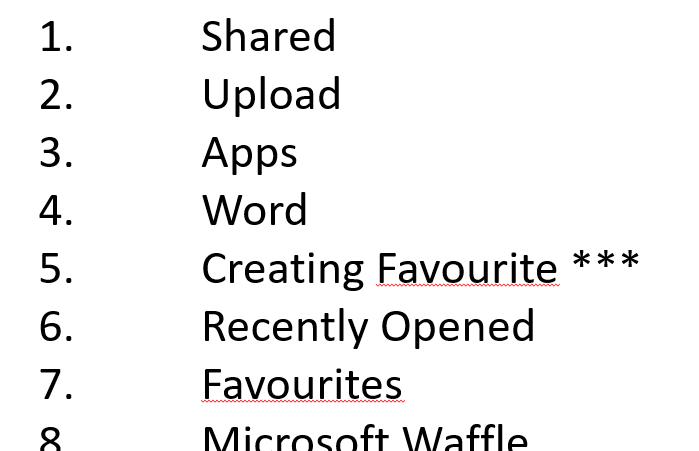 1. Shared
2. Upload
3. Apps
4. Word
5. Creating Favourite ***
6. Recently Opened
7. Favourites
8 Microsoft Waffle